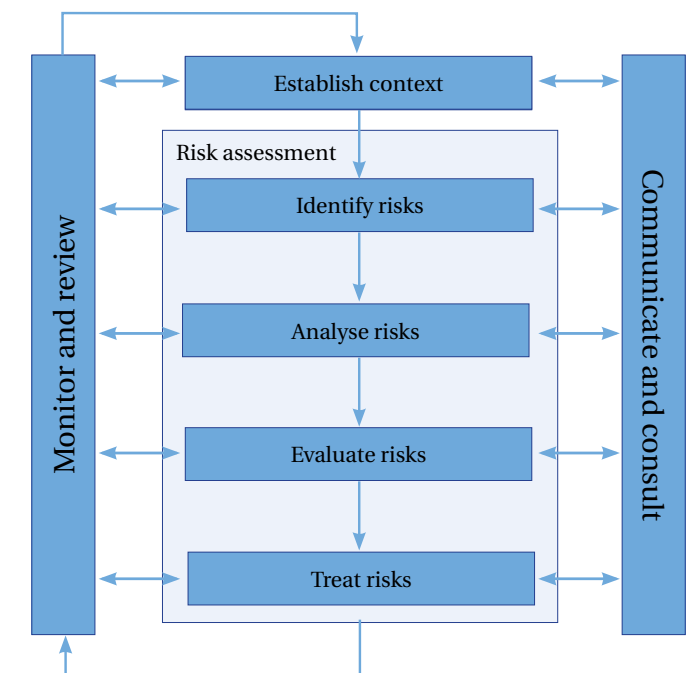 Establish context
Risk assessment
Identify risks
Analyse risks
Evaluate risks
Treat risks
Monitor and review
Communicate and consult